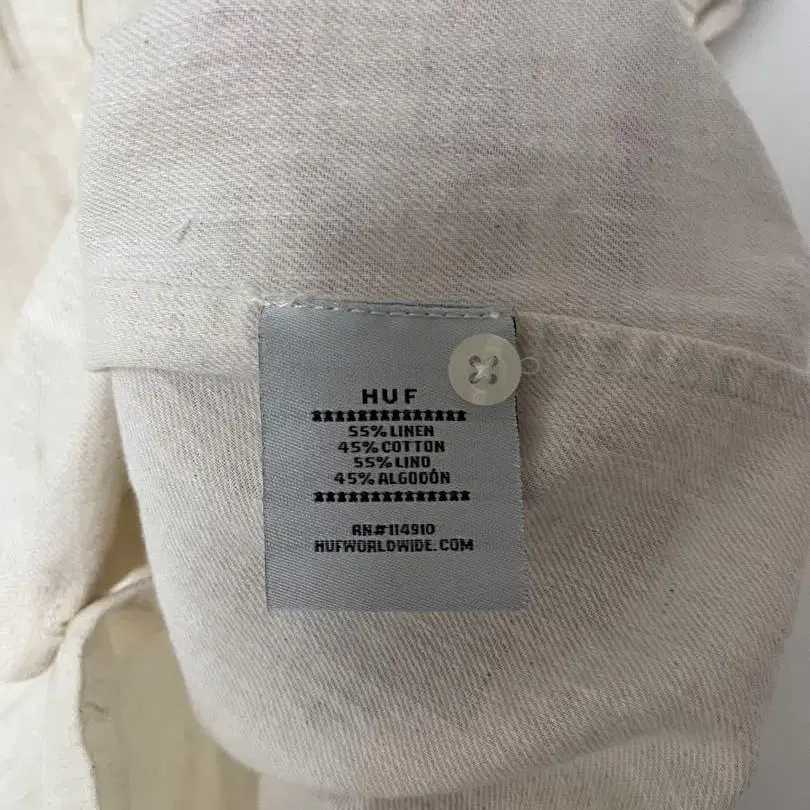 HUF
55% LINEN
45% COTTON
55% LINO
45% ALGODÓN
RN#114910
HUFWORLDWIDE.COM